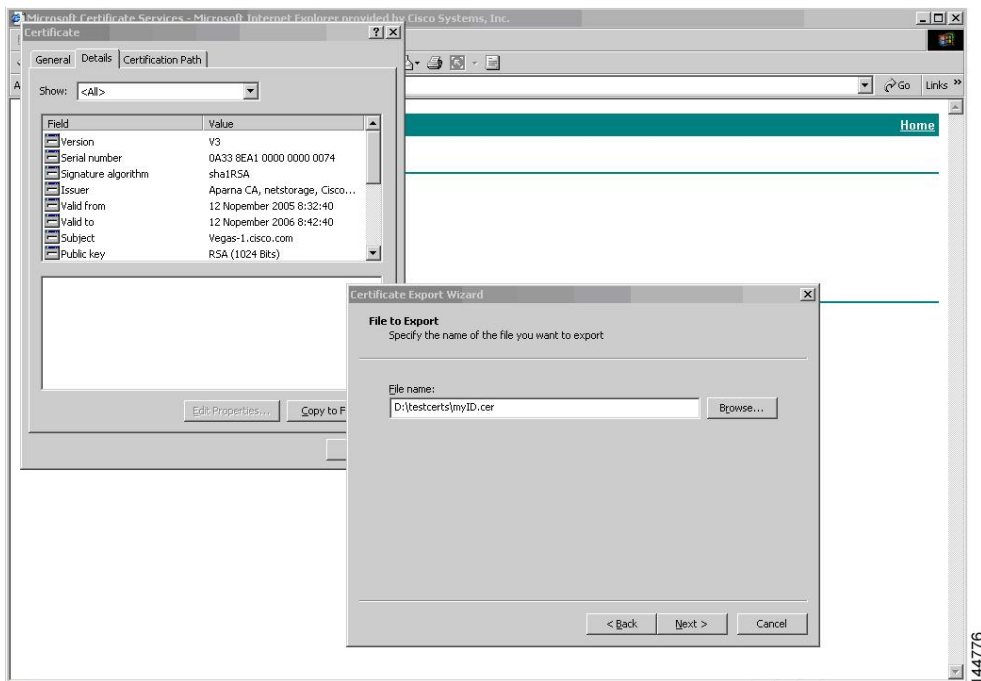 Microsoft Certificate Services - Microsoft Internet Explorer provided by Cisco Systems, Inc.
Certificate
General Details Certification Path
Go Links »
Show: <All>
Home
Field Value
Version V3
Serial number 0A33 8EA1 0000 0000 0074
Signature algorithm sha1RSA
Issuer Aparna CA, netstorage, Cisco...
Valid from 12 Nopember 2005 8:32:40
Valid to 12 Nopember 2006 8:42:40
Subject Vegas-1.cisco.com
Public key RSA (1024 Bits)
Edit Properties... Copy to F
Certificate Export Wizard
File to Export
Specify the name of the file you want to export
File name:
D:\testcerts\myID.cer Browse...
< Back Next > Cancel
144776